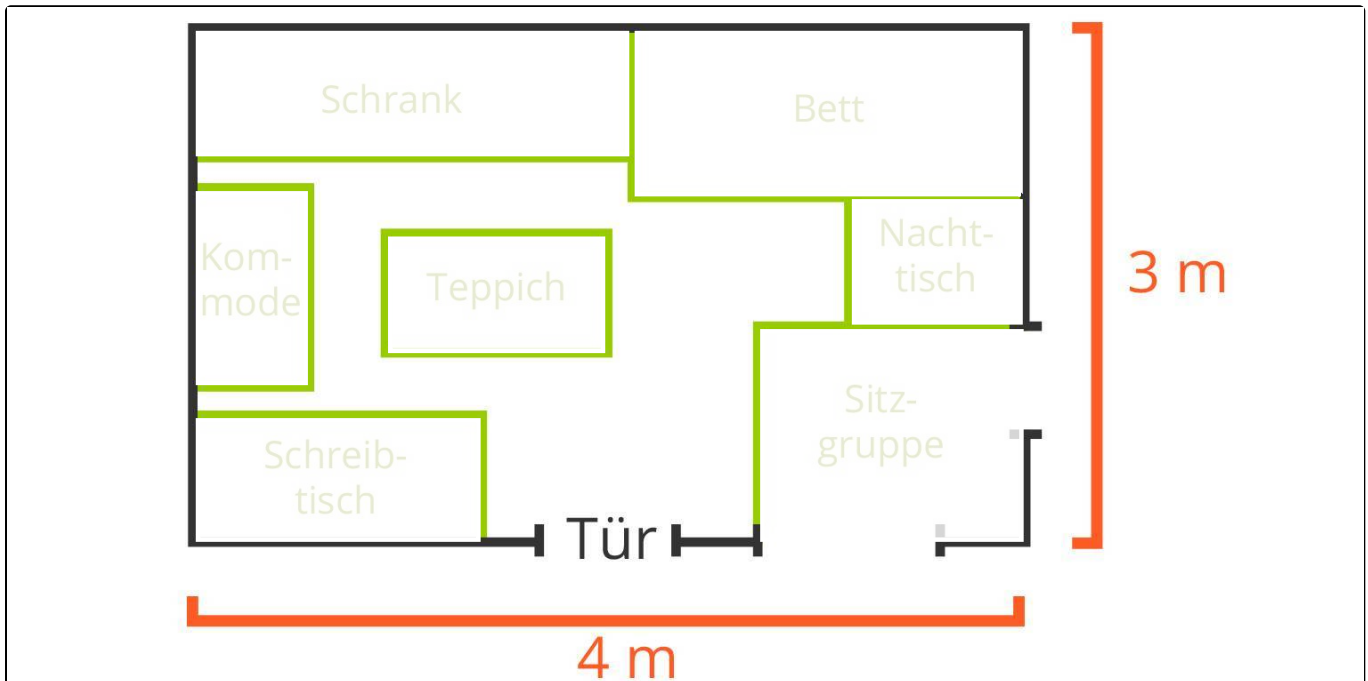 Schrank
Bett
Kom-
mode
Teppich
Nacht-
tisch
3 m
Sitz-
gruppe
Schreib-
tisch
Tür
4 m